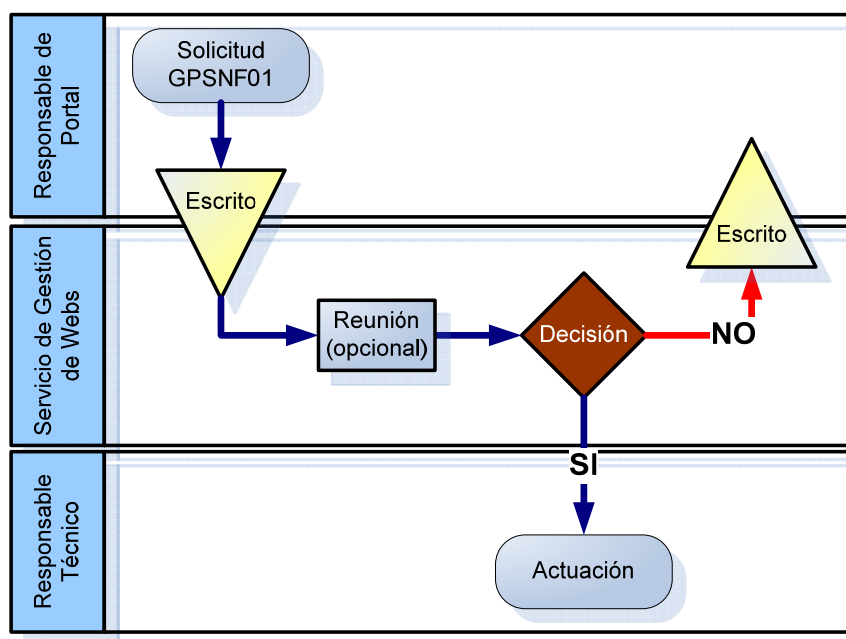 Responsable de
Portal
Solicitud
GPSNF01
Escrito
Escrito
Servicio de Gestión
de Webs
Reunión
(opcional)
Decisión
NO
SI
Responsable
Técnico
Actuación